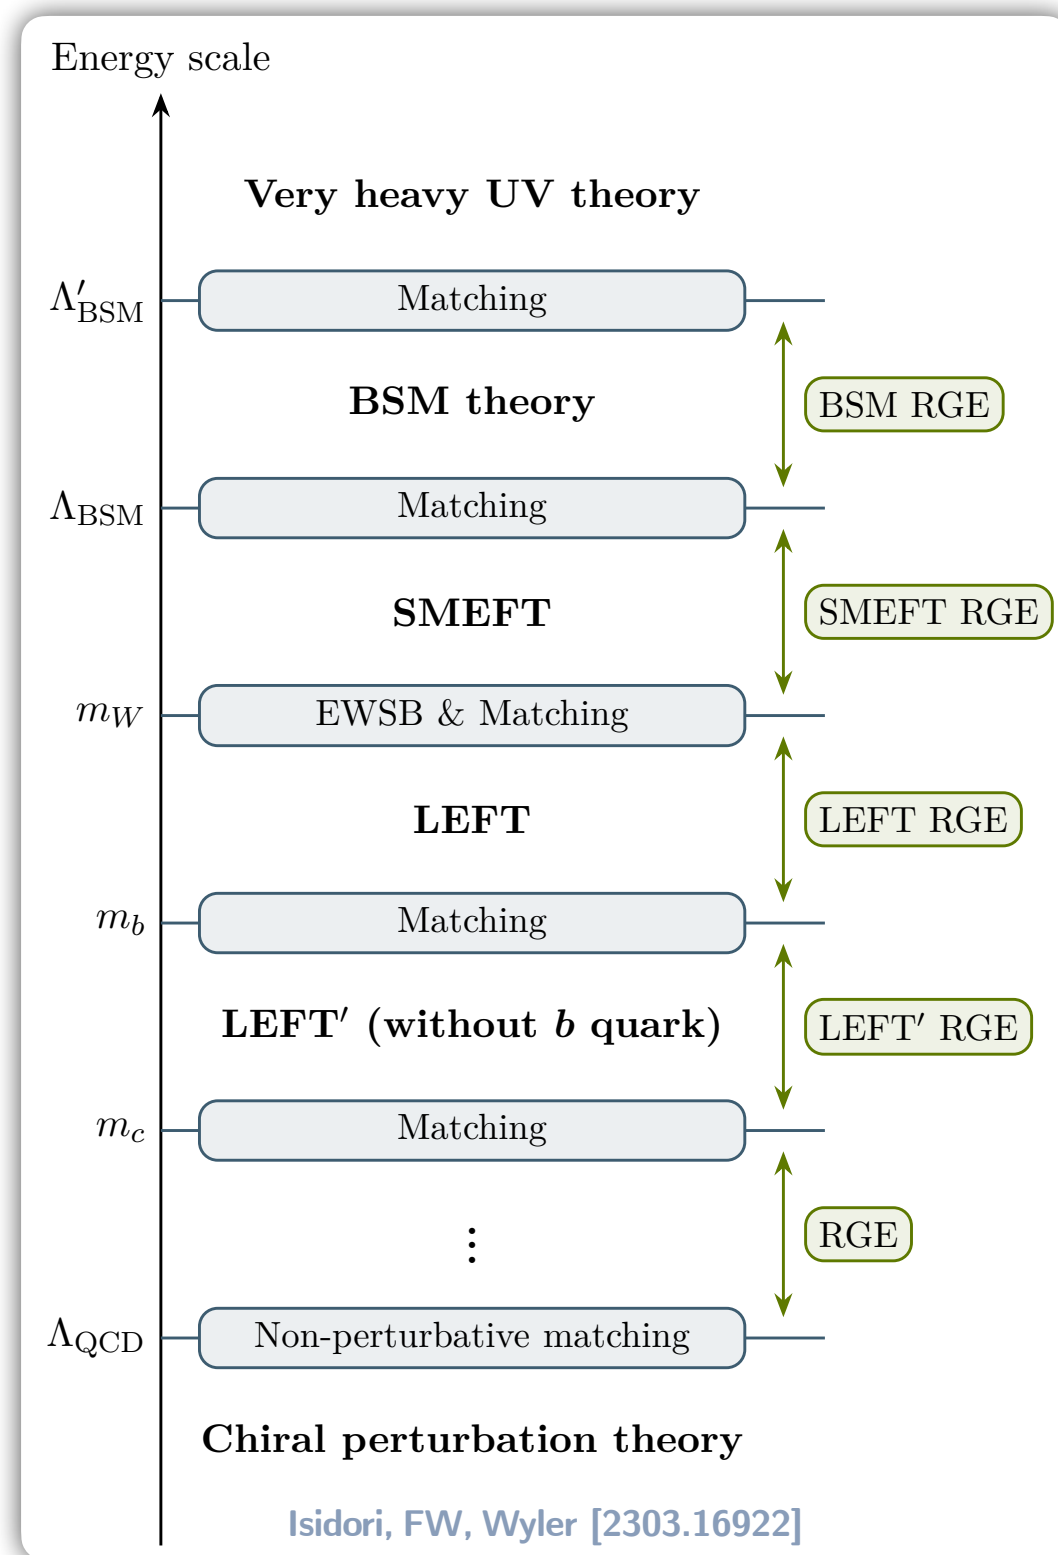 Energy scale
Very heavy UV theory
Λ′BSM
Matching
BSM theory
BSM RGE
ΛBSM
Matching
SMEFT
SMEFT RGE
mW
EWSB & Matching
LEFT
LEFT RGE
mb
Matching
LEFT′ (without b quark)
LEFT′ RGE
mc
Matching
⋮
RGE
ΛQCD
Non-perturbative matching
Chiral perturbation theory
Isidori, FW, Wyler [2303.16922]